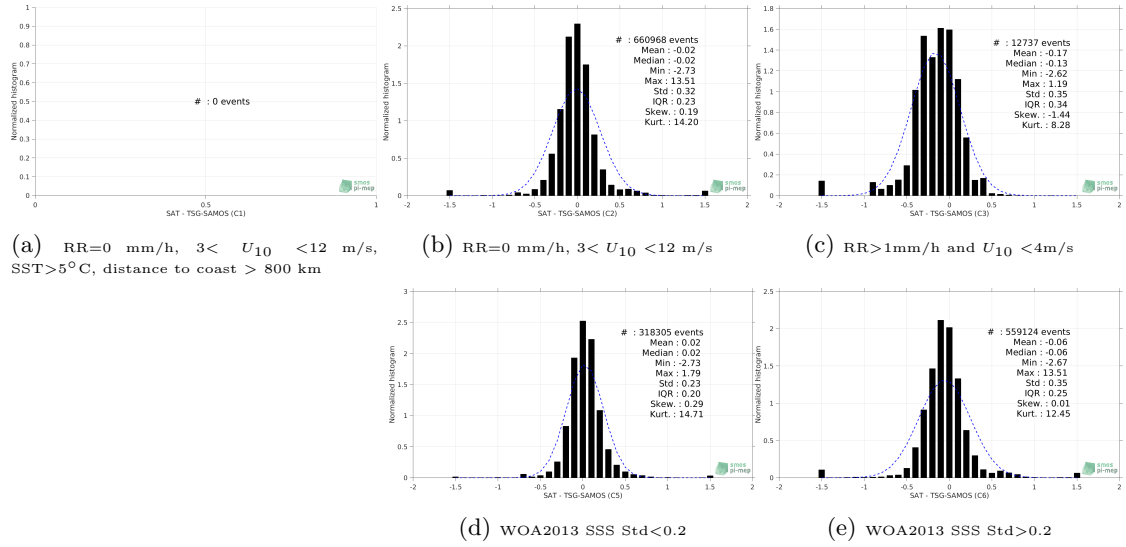 1
0.9
0.8
0.7
0.6
0.5
0.4
0.3
0.2
0.1
0
Normalized histogram
# : 0 events
smos
pi-mep
0 0.5 1
SAT - TSG-SAMOS (C1)
(a) RR=0 mm/h, 3< U10 <12 m/s,
SST>5°C, distance to coast > 800 km
2.5
2
1.5
1
0.5
0
Normalized histogram
# : 660968 events
Mean : -0.02
Median : -0.02
Min : -2.73
Max : 13.51
Std : 0.32
IQR : 0.23
Skew. : 0.19
Kurt. : 14.20
smos
pi-mep
-2 -1.5 -1 -0.5 0 0.5 1 1.5 2
SAT - TSG-SAMOS (C2)
(b) RR=0 mm/h, 3< U10 <12 m/s
1.8
1.6
1.4
1.2
1
0.8
0.6
0.4
0.2
0
Normalized histogram
# : 12737 events
Mean : -0.17
Median : -0.13
Min : -2.62
Max : 1.19
Std : 0.35
IQR : 0.34
Skew. : -1.44
Kurt. : 8.28
smos
pi-mep
-2 -1.5 -1 -0.5 0 0.5 1 1.5 2
SAT - TSG-SAMOS (C3)
(c) RR>1mm/h and U10 <4m/s
3
2.5
2
1.5
1
0.5
0
Normalized histogram
# : 318305 events
Mean : 0.02
Median : 0.02
Min : -2.73
Max : 1.79
Std : 0.23
IQR : 0.20
Skew. : 0.29
Kurt. : 14.71
smos
pi-mep
-2 -1.5 -1 -0.5 0 0.5 1 1.5 2
SAT - TSG-SAMOS (C5)
(d) WOA2013 SSS Std<0.2
2.5
2
1.5
1
0.5
0
Normalized histogram
# : 559124 events
Mean : -0.06
Median : -0.06
Min : -2.67
Max : 13.51
Std : 0.35
IQR : 0.25
Skew. : 0.01
Kurt. : 12.45
smos
pi-mep
-2 -1.5 -1 -0.5 0 0.5 1 1.5 2
SAT - TSG-SAMOS (C6)
(e) WOA2013 SSS Std>0.2